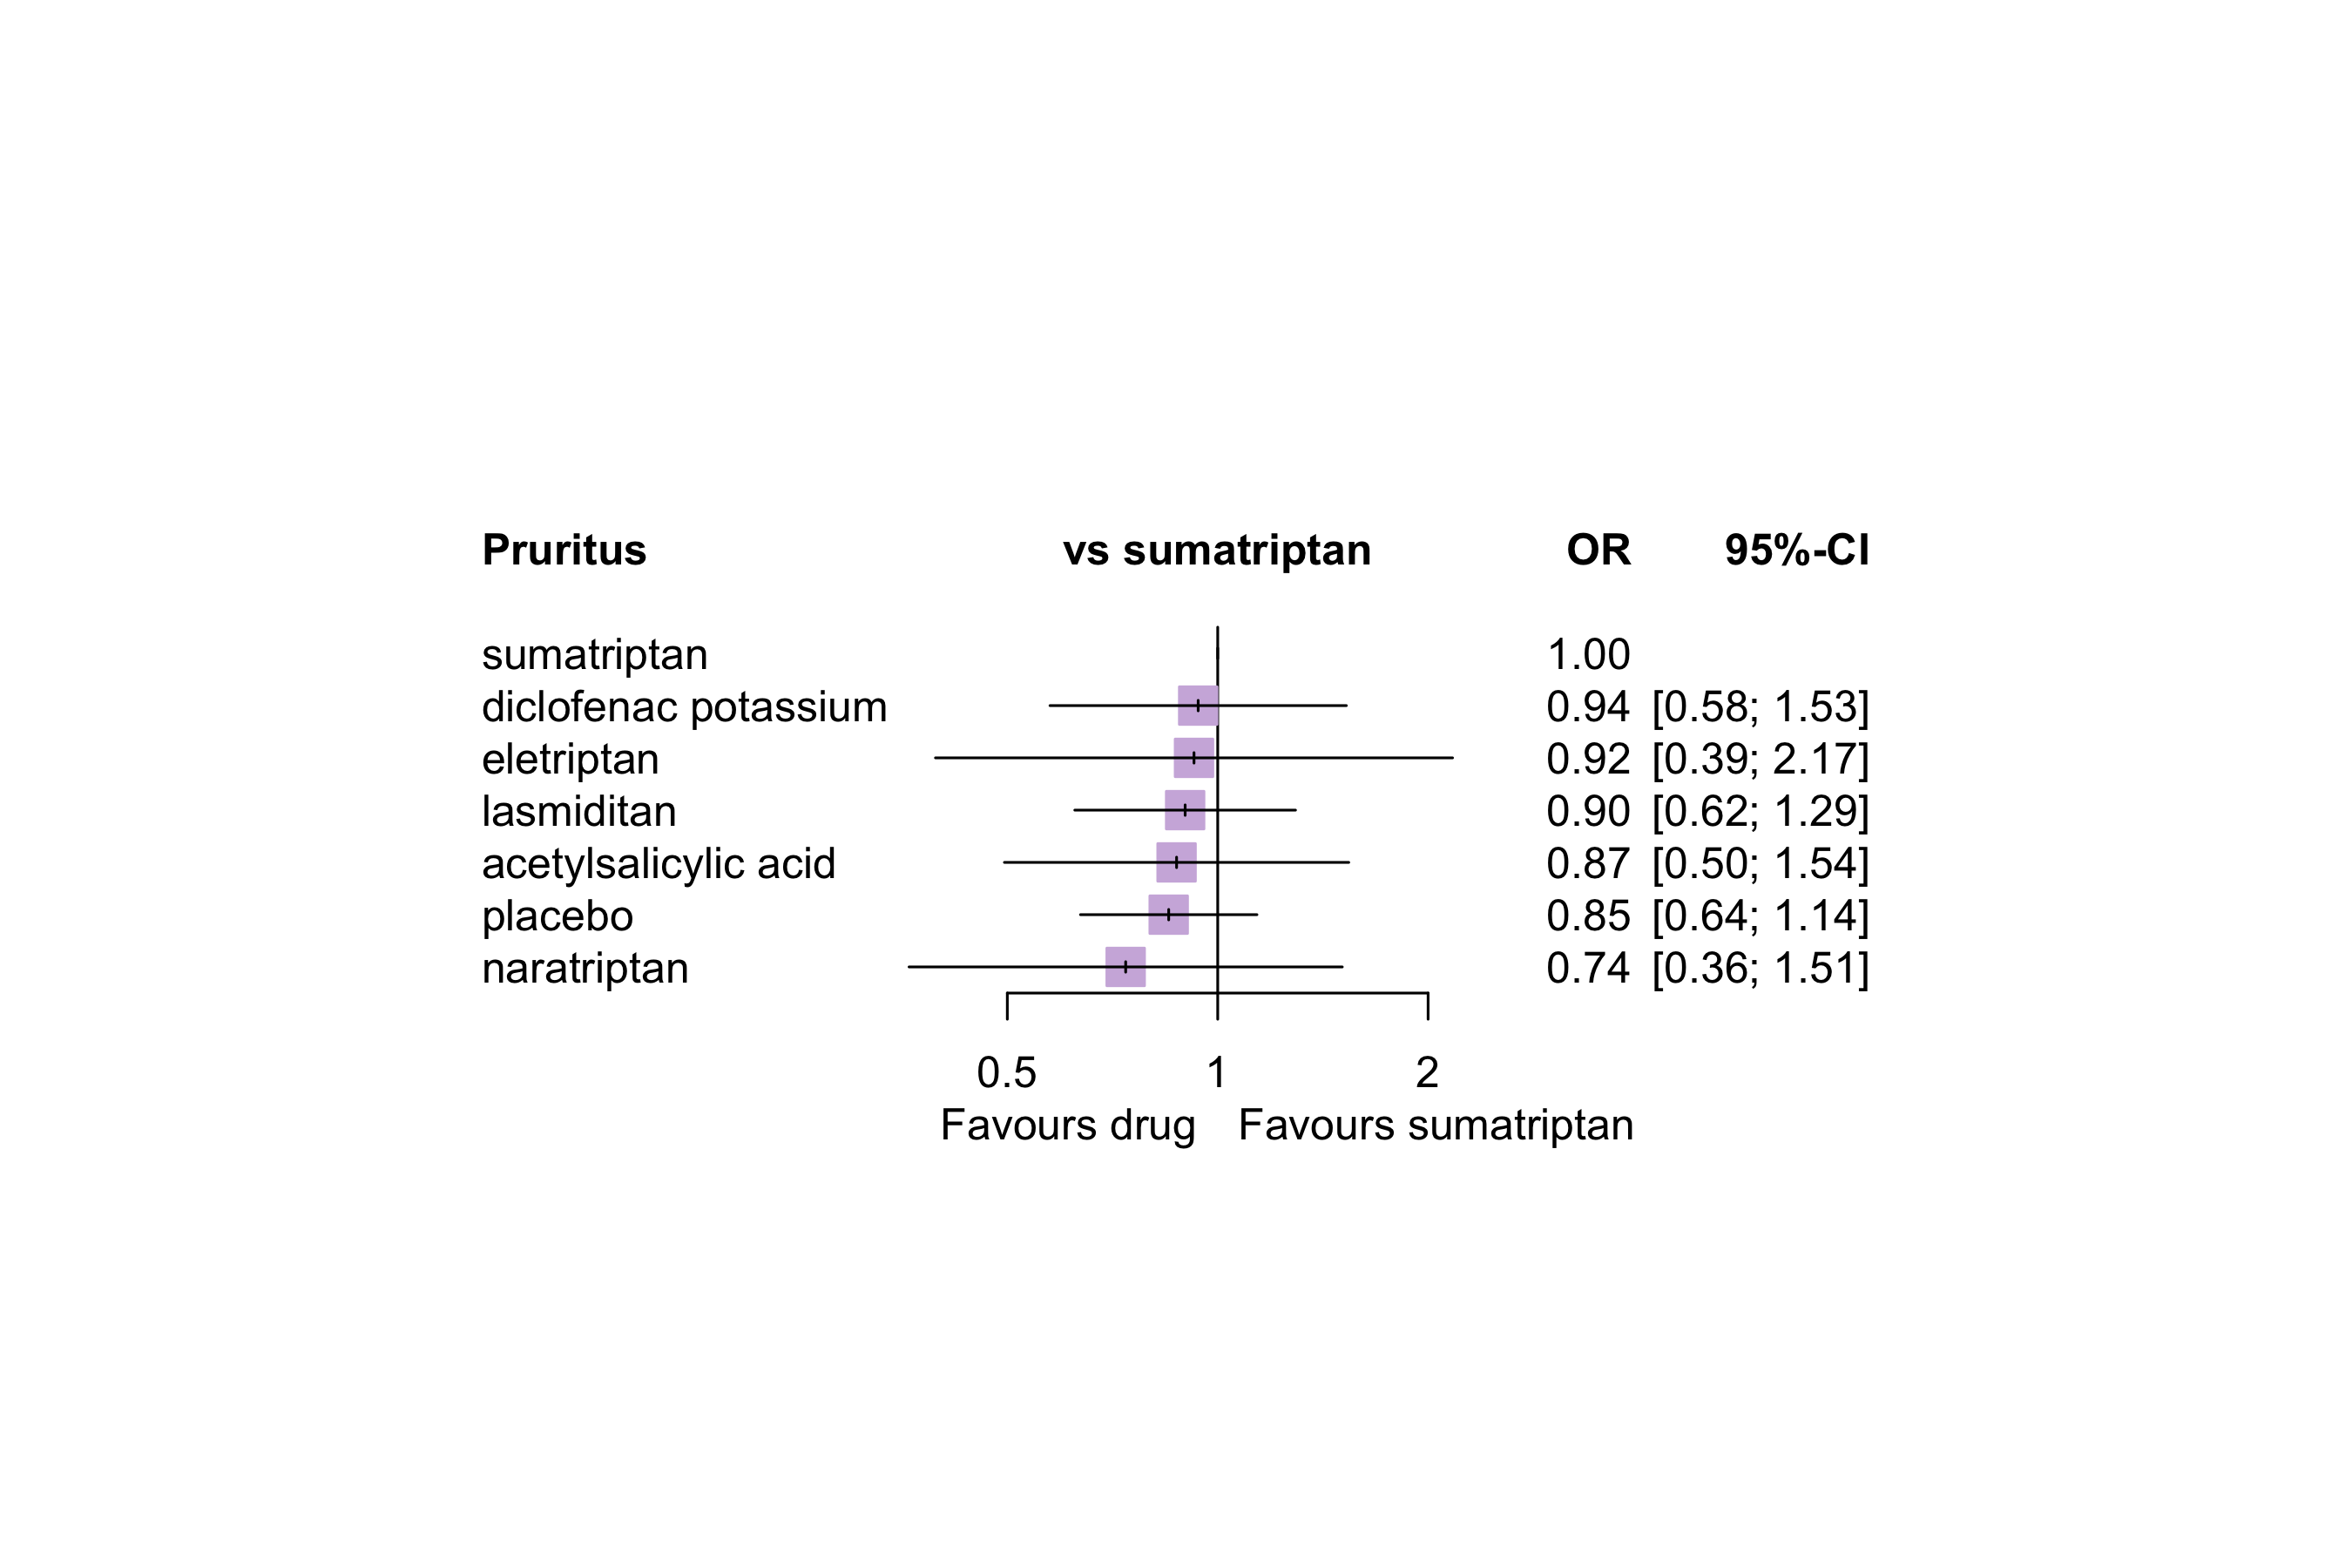 Pruritus vs sumatriptan OR 95%-CI
sumatriptan 1.00
diclofenac potassium 0.94 [0.58; 1.53]
eletriptan 0.92 [0.39; 2.17]
lasmiditan 0.90 [0.62; 1.29]
acetylsalicylic acid 0.87 [0.50; 1.54]
placebo 0.85 [0.64; 1.14]
naratriptan 0.74 [0.36; 1.51]
0.5 1 2
Favours drug Favours sumatriptan